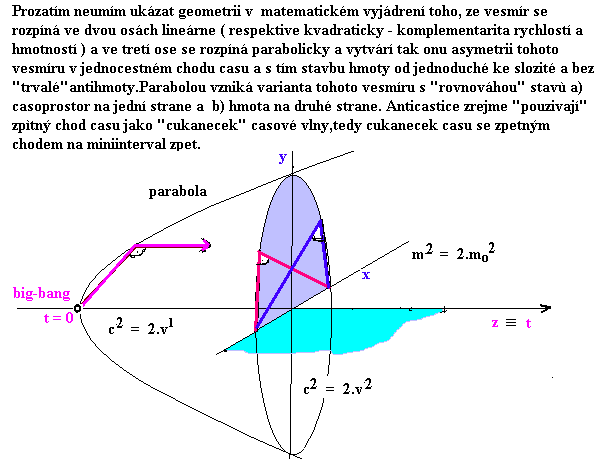 Prozatím neumím ukázat geometrii v matematickém vyjádrení toho, ze vesmír se
rozpíná ve dvou osách lineárne ( respektive kvadraticky - komplementarita rychlostí a
hmotností ) a ve tretí ose se rozpíná parabolicky a vytvárí tak onu asymetrii tohoto
vesmíru v jednocestném chodu casu a s tím stavbu hmoty od jednoduché ke slozité a bez
"trvalé"antihmoty.Parabolou vzniká varianta tohoto vesmíru s "rovnováhou" stavù a)
casoprostor na jední strane a b) hmota na druhé strane. Anticastice zrejme "pouzivají"
zpìtný chod casu jako "cukanecek" casové vlny,tedy cukanecek casu se zpetným
chodem na miniinterval zpet.
y
parabola
m² = 2.m₀²
x
big-bang
t = 0
z ≡ t
c² = 2.v¹
c² = 2.v²